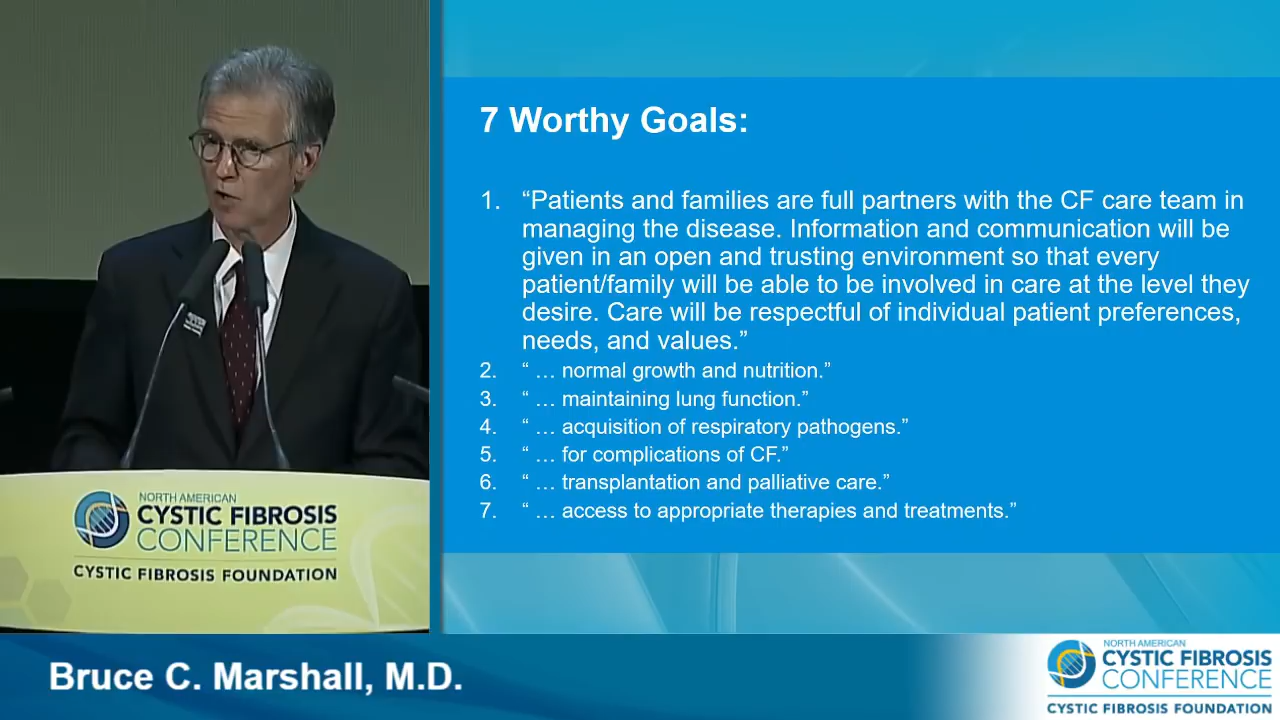 7 Worthy Goals:
1. “Patients and families are full partners with the CF care team in
managing the disease. Information and communication will be
given in an open and trusting environment so that every
patient/family will be able to be involved in care at the level they
desire. Care will be respectful of individual patient preferences,
needs, and values.”
2. “ … normal growth and nutrition.”
3. “ … maintaining lung function.”
4. “ … acquisition of respiratory pathogens.”
5. “ … for complications of CF.”
6. “ … transplantation and palliative care.”
7. “ … access to appropriate therapies and treatments.”
NORTH AMERICAN
CYSTIC FIBROSIS
CONFERENCE
CYSTIC FIBROSIS FOUNDATION
Bruce C. Marshall, M.D.
NORTH AMERICAN
CYSTIC FIBROSIS
CONFERENCE
CYSTIC FIBROSIS FOUNDATION